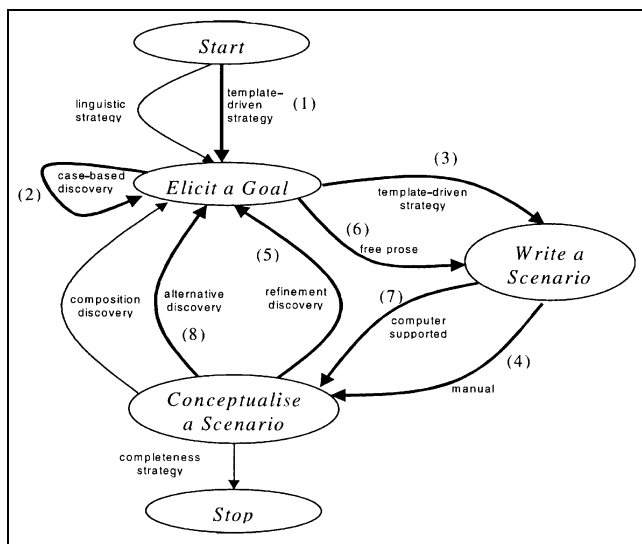 Start
template-
linguistic
driven
(1)
strategy
strategy
case-based
discovery
(2)
Elicit a Goal
(3)
template-driven
strategy
(6)
free prose
Write a
Scenario
(5)
composition
discovery
alternative
discovery
refinement
discovery
(7)
computer
supported
(8)
(4)
manual
Conceptualise
a Scenario
completeness
strategy
Stop